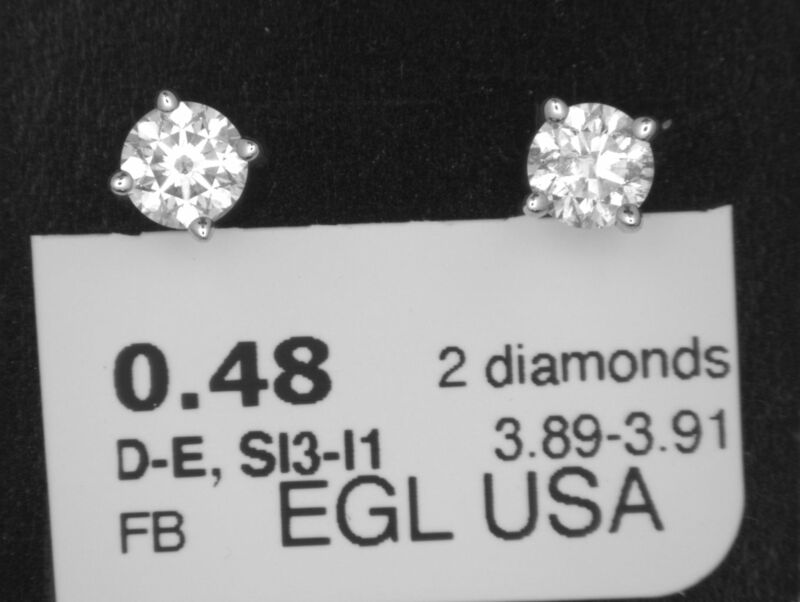 0.48 2 diamonds
D-E, SI3-I1 3.89-3.91
FB EGL USA